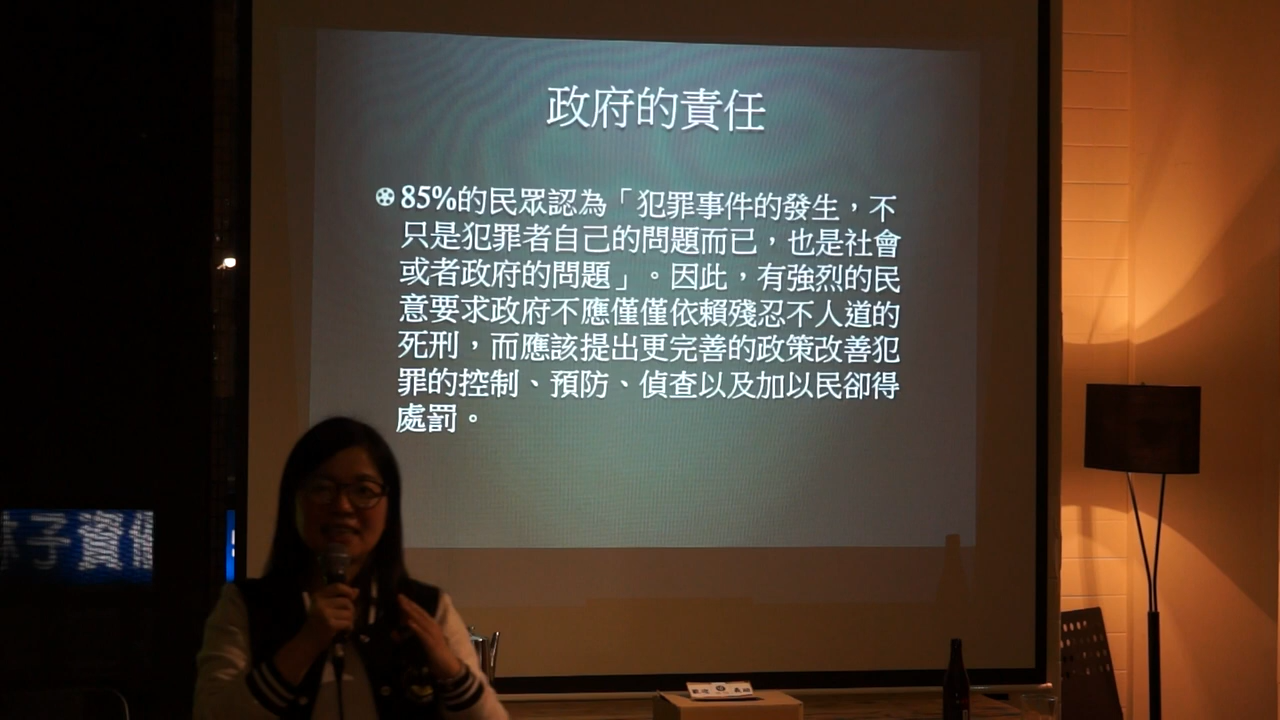 政府的責任
85%的民眾認為「犯罪事件的發生，不
只是犯罪者自己的問題而已，也是社會
或者政府的問題」。因此，有強烈的民
意要求政府不應僅僅依賴殘忍不人道的
死刑，而應該提出更完善的政策改善犯
罪的控制、預防、偵查以及加以民卻得
處罰。
子資